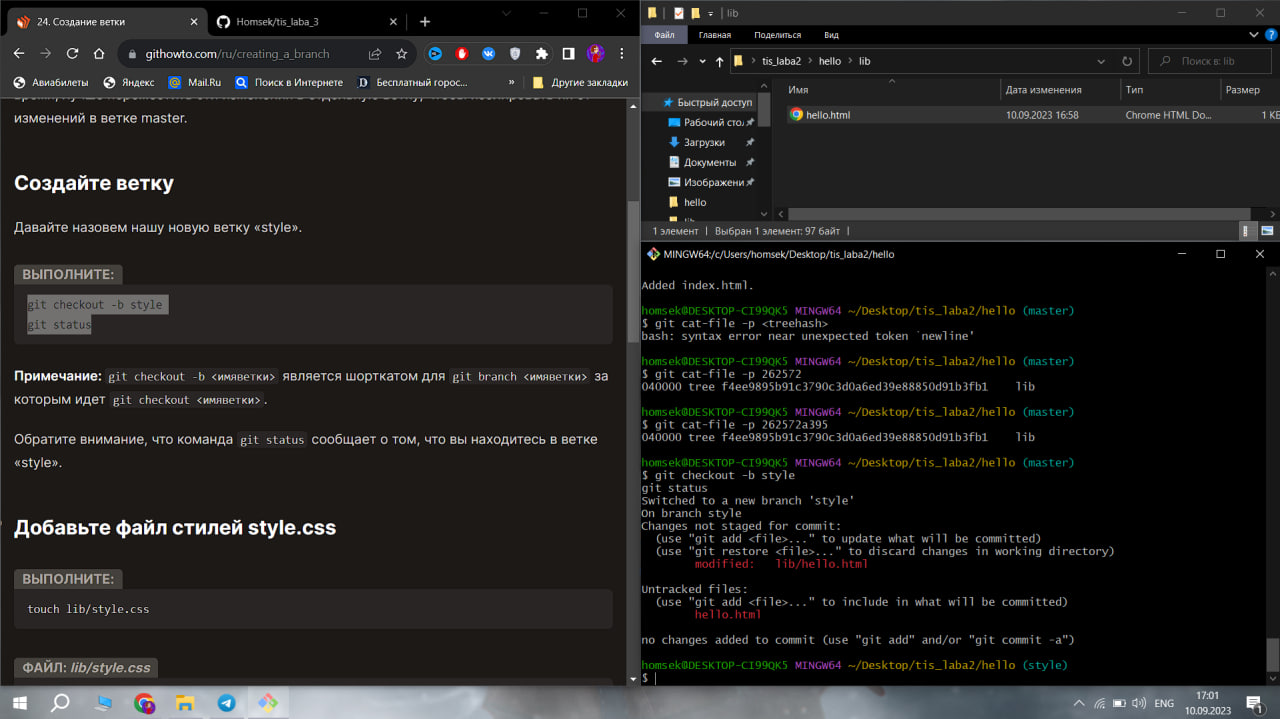 24. Создание ветки
Homsek/tis_laba_3
githowto.com/ru/creating_a_branch
Авиабилеты
Яндекс
Mail.Ru
Поиск в Интернете
Бесплатный горос...
»
Другие закладки
изменений в ветке master.
Создайте ветку
Давайте назовем нашу новую ветку «style».
ВЫПОЛНИТЕ:
git checkout -b style
git status
Примечание: git checkout -b <имяветки> является шорткатом для git branch <имяветки> за
которым идет git checkout <имяветки>.
Обратите внимание, что команда git status сообщает о том, что вы находитесь в ветке
«style».
Добавьте файл стилей style.css
ВЫПОЛНИТЕ:
touch lib/style.css
ФАЙЛ: lib/style.css
lib
Файл
Главная
Поделиться
Вид
tis_laba2 > hello > lib
Поиск в: lib
Быстрый доступ
Рабочий сто.
Загрузки
Документы
Изображени
hello
lib
Имя
Дата изменения
Тип
Размер
hello.html
10.09.2023 16:58
Chrome HTML Do...
1 КБ
1 элемент
Выбран 1 элемент: 97 байт
MINGW64:/c/Users/homsek/Desktop/tis_laba2/hello
Added index.html.
homsek@DESKTOP-CI99QK5 MINGW64 ~/Desktop/tis_laba2/hello (master)
$ git cat-file -p <treehash>
bash: syntax error near unexpected token `newline'
homsek@DESKTOP-CI99QK5 MINGW64 ~/Desktop/tis_laba2/hello (master)
$ git cat-file -p 262572
040000 tree f4ee9895b91c3790c3d0a6ed39e88850d91b3fb1    lib
homsek@DESKTOP-CI99QK5 MINGW64 ~/Desktop/tis_laba2/hello (master)
$ git cat-file -p 262572a395
040000 tree f4ee9895b91c3790c3d0a6ed39e88850d91b3fb1    lib
homsek@DESKTOP-CI99QK5 MINGW64 ~/Desktop/tis_laba2/hello (master)
$ git checkout -b style
git status
Switched to a new branch 'style'
On branch style
Changes not staged for commit:
(use "git add <file>..." to update what will be committed)
(use "git restore <file>..." to discard changes in working directory)
modified:   lib/hello.html
Untracked files:
(use "git add <file>..." to include in what will be committed)
hello.html
no changes added to commit (use "git add" and/or "git commit -a")
homsek@DESKTOP-CI99QK5 MINGW64 ~/Desktop/tis_laba2/hello (style)
$
ENG
17:01
10.09.2023
1